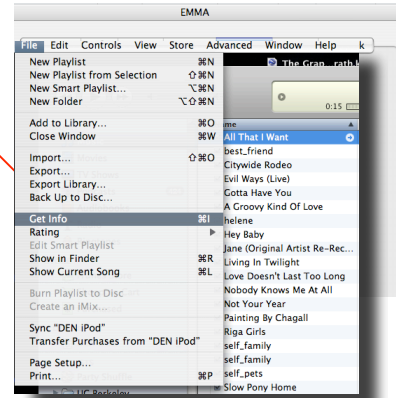 EMMA
File Edit Controls View Store Advanced Window Help k
The Grap... rath.k
New Playlist ⌘N
New Playlist from Selection ⇧⌘N
New Smart Playlist... ⌥⌘N
New Folder ⌥⇧⌘N
0:15
Add to Library... ⌘O
Close Window ⌘W
me
All That I Want
best_friend
Import... ⇧⌘O
Citywide Rodeo
Export...
Evil Ways (Live)
Export Library...
Gotta Have You
Back Up to Disc...
A Groovy Kind Of Love
Get Info ⌘I
helene
Rating
Hey Baby
Edit Smart Playlist
Jane (Original Artist Re-Rec...
Show in Finder ⌘R
Living In Twilight
Show Current Song ⌘L
Love Doesn't Last Too Long
Burn Playlist to Disc
Nobody Knows Me At All
Create an iMix...
Not Your Year
Painting By Chagall
Sync "DEN iPod"
Riga Girls
Transfer Purchases from "DEN iPod"
self_family
self_family
Page Setup...
self_pets
Print... ⌘P
Slow Pony Home
UC Berkeley